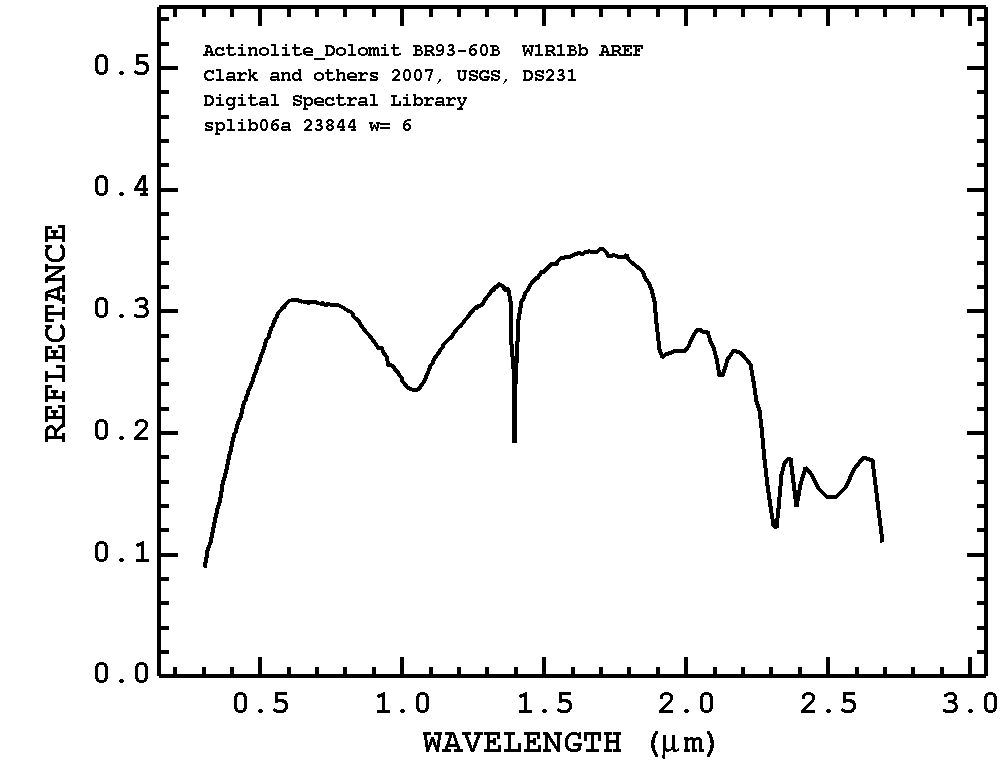 Actinolite_Dolomit BR93-60B W1R1Bb AREF
Clark and others 2007, USGS, DS231
Digital Spectral Library
splib06a 23844 w= 6
REFLECTANCE
0.5
0.4
0.3
0.2
0.1
0.0
0.5 1.0 1.5 2.0 2.5 3.0
WAVELENGTH (μm)